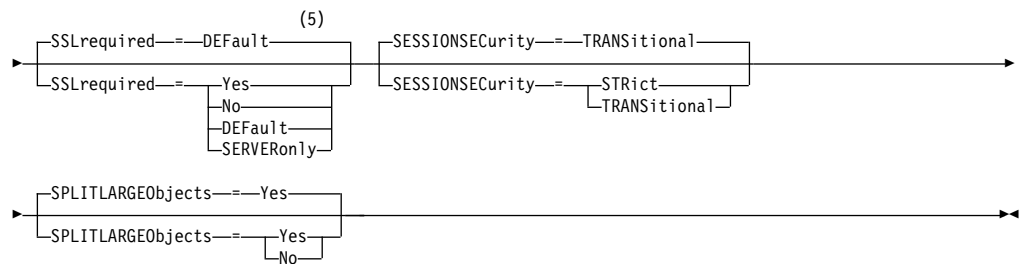 (5)
SSLrequired = DEFault SESSIONSECurity = TRANSitional
SSLrequired = Yes SESSIONSECurity = STRict
No TRANSitional
DEFault
SERVERonly
SPLITLARGEObjects = Yes
SPLITLARGEObjects = Yes
No